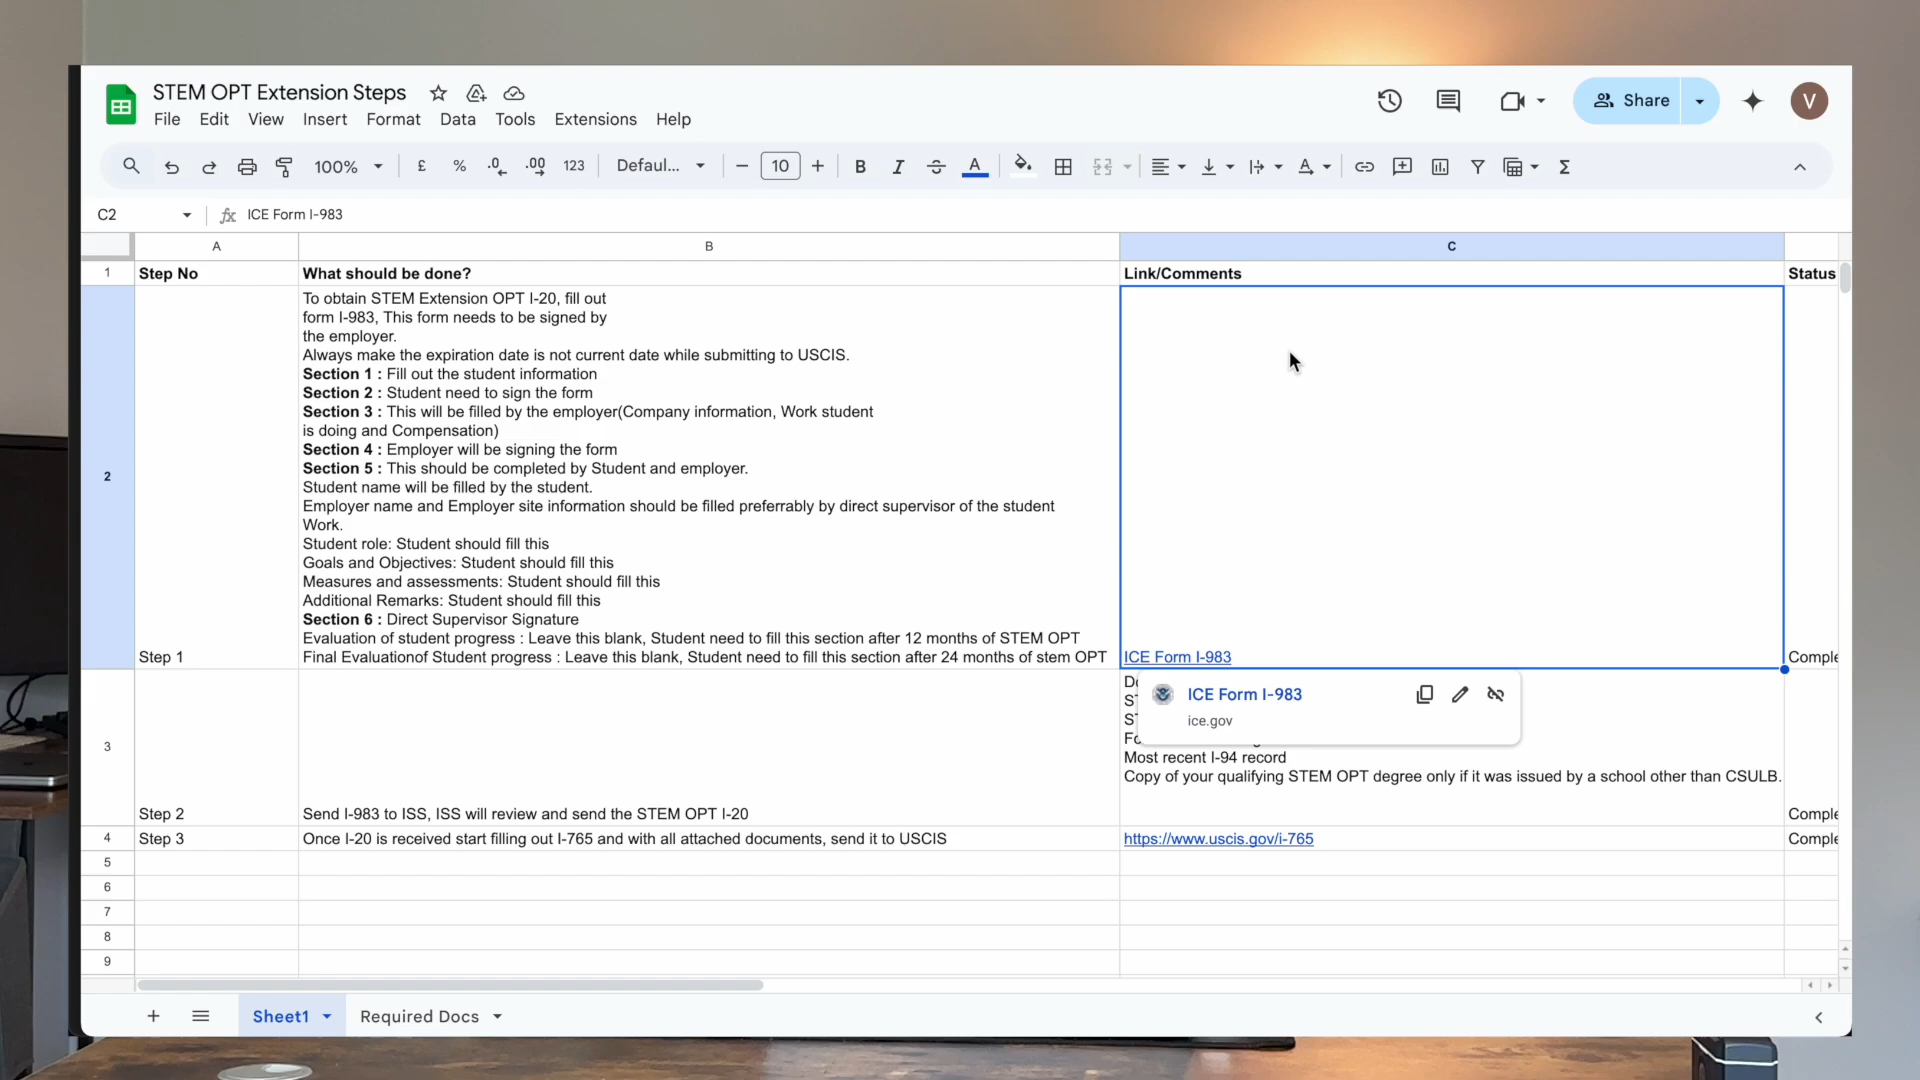 STEM OPT Extension Steps
File Edit View Insert Format Data Tools Extensions Help
Share
V
100% £ % .0 .00 123 Defaul... 10 B I A
C2 fx ICE Form I-983
A B C
1 Step No What should be done? Link/Comments Status
To obtain STEM Extension OPT I-20, fill out
form I-983, This form needs to be signed by
the employer.
Always make the expiration date is not current date while submitting to USCIS.
Section 1 : Fill out the student information
Section 2 : Student need to sign the form
Section 3 : This will be filled by the employer(Company information, Work student
is doing and Compensation)
Section 4 : Employer will be signing the form
Section 5 : This should be completed by Student and employer.
2
Student name will be filled by the student.
Employer name and Employer site information should be filled preferrably by direct supervisor of the student
Work.
Student role: Student should fill this
Goals and Objectives: Student should fill this
Measures and assessments: Student should fill this
Additional Remarks: Student should fill this
Section 6 : Direct Supervisor Signature
Evaluation of student progress : Leave this blank, Student need to fill this section after 12 months of STEM OPT
Step 1 Final Evaluationof Student progress : Leave this blank, Student need to fill this section after 24 months of stem OPT ICE Form I-983 Comple
ICE Form I-983
ice.gov
3
Most recent I-94 record
Copy of your qualifying STEM OPT degree only if it was issued by a school other than CSULB.
Step 2 Send I-983 to ISS, ISS will review and send the STEM OPT I-20 Comple
4 Step 3 Once I-20 is received start filling out I-765 and with all attached documents, send it to USCIS https://www.uscis.gov/i-765 Comple
5
6
7
8
9
Sheet1 Required Docs